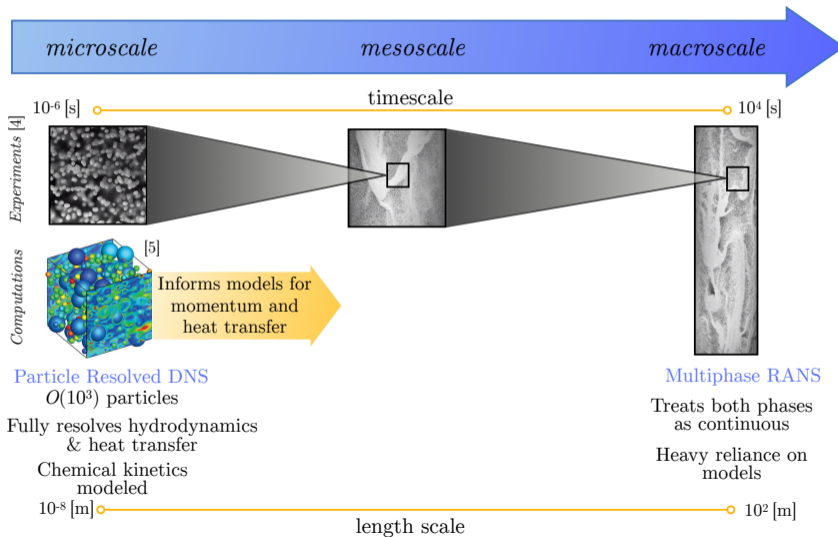 microscale mesoscale macroscale
10⁻⁶ [s] timescale 10⁴ [s]
Experiments [4]
Computations
[5]
Informs models for
momentum and
heat transfer
Particle Resolved DNS
O(10³) particles
Fully resolves hydrodynamics
& heat transfer
Chemical kinetics
modeled
Multiphase RANS
Treats both phases
as continuous
Heavy reliance on
models
10⁻⁸ [m] length scale 10² [m]